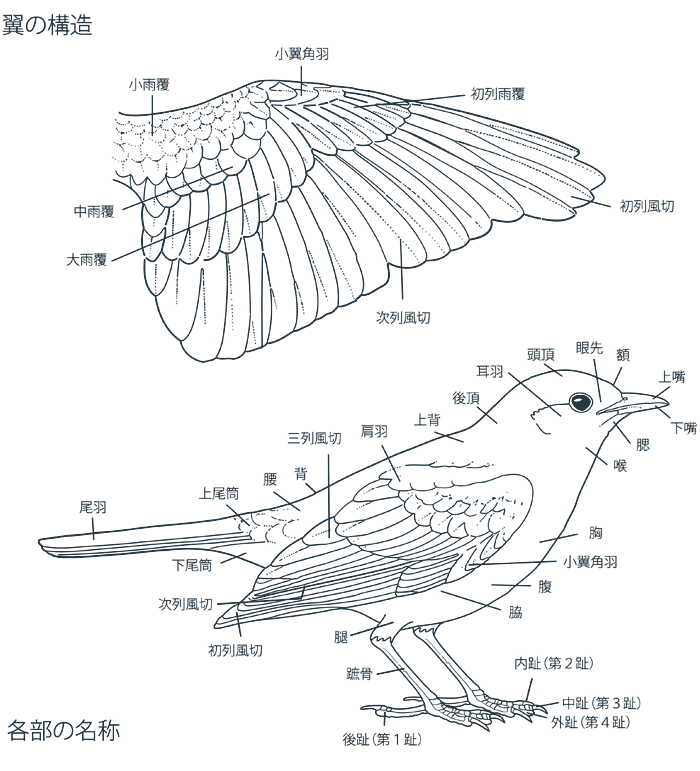 翼の構造
小翼角羽
小雨覆
初列雨覆
中雨覆
初列風切
大雨覆
次列風切
頭頂
眼先
額
耳羽
上嘴
後頂
下嘴
上背
肩羽
三列風切
腮
喉
背
腰
上尾筒
尾羽
胸
小翼角羽
下尾筒
腹
次列風切
脇
腿
初列風切
蹠骨
内趾(第2趾)
中趾(第3趾)
外趾(第4趾)
後趾(第1趾)
各部の名称